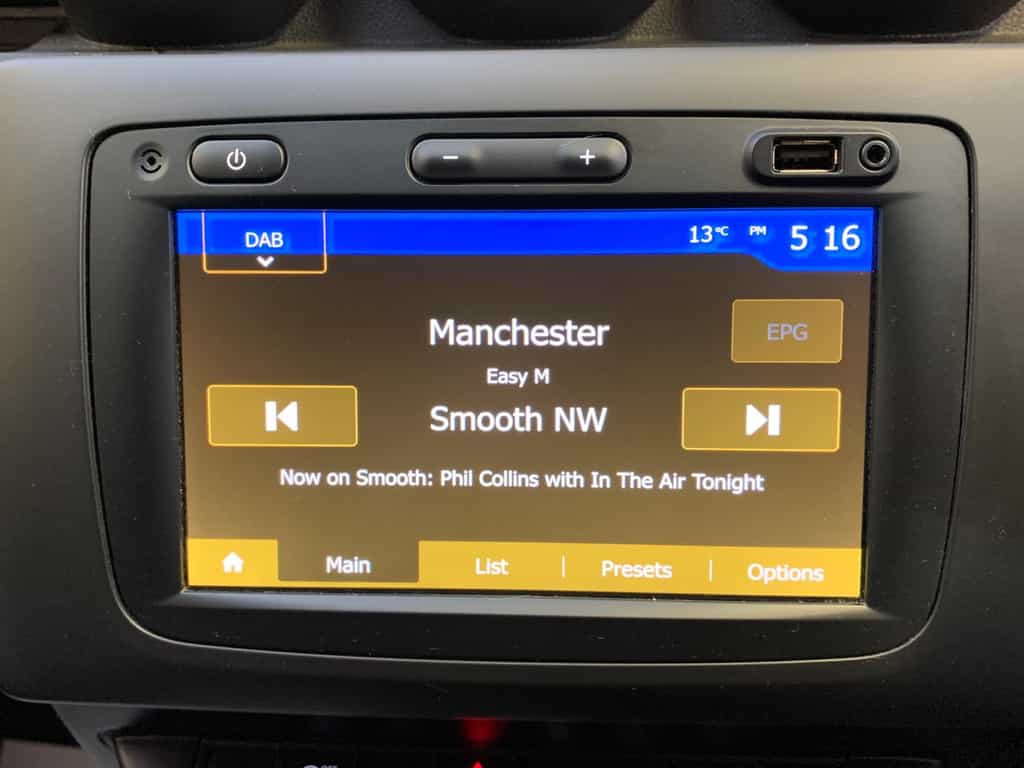 DAB
13°C PM 5 16
Manchester
EPG
Easy M
Smooth NW
Now on Smooth: Phil Collins with In The Air Tonight
Main List Presets Options